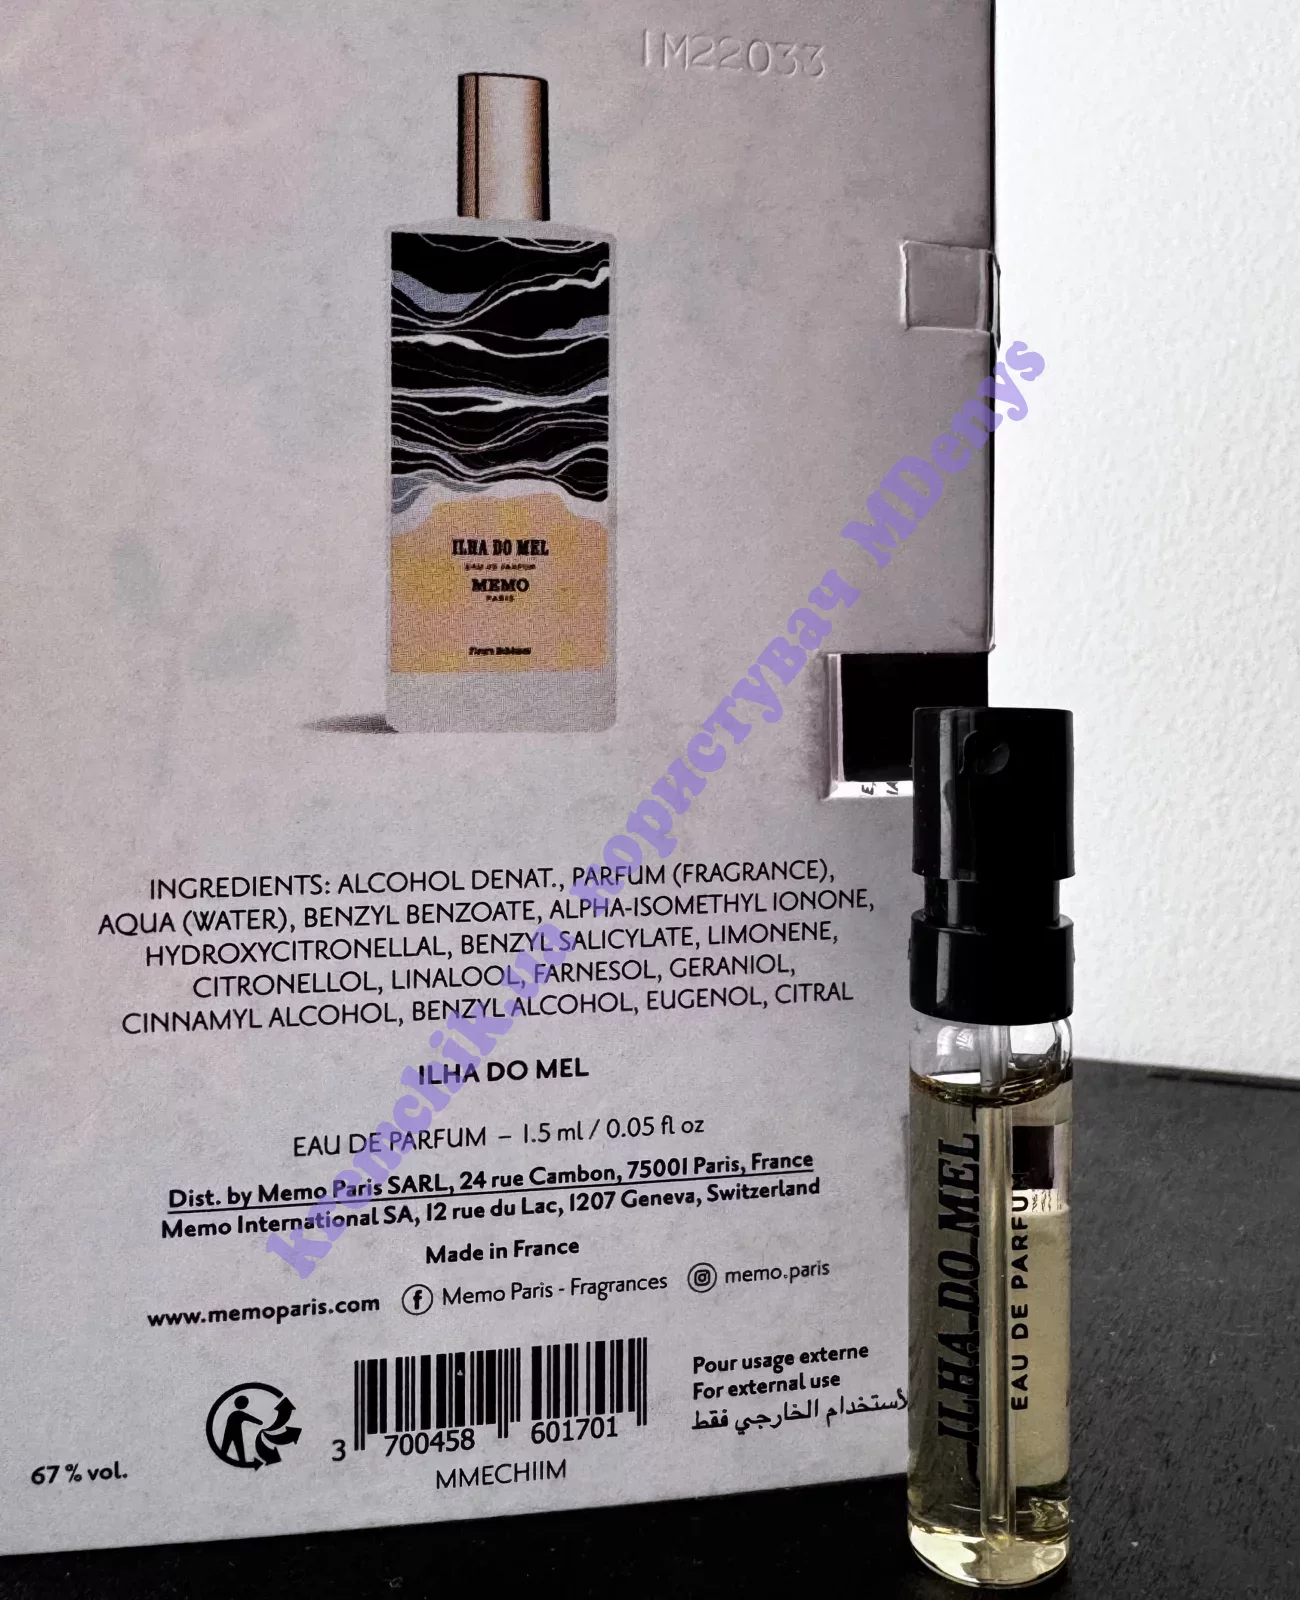 IM22033
ILHA DO MEL
EAU DE PARFUM
MEMO
PARIS
Fleurs Bohèmes
INGREDIENTS: ALCOHOL DENAT., PARFUM (FRAGRANCE),
AQUA (WATER), BENZYL BENZOATE, ALPHA-ISOMETHYL IONONE,
HYDROXYCITRONELLAL, BENZYL SALICYLATE, LIMONENE,
CITRONELLOL, LINALOOL, FARNESOL, GERANIOL,
CINNAMYL ALCOHOL, BENZYL ALCOHOL, EUGENOL, CITRAL
ILHA DO MEL
EAU DE PARFUM – 1.5 ml / 0.05 fl oz
Dist. by Memo Paris SARL, 24 rue Cambon, 75001 Paris, France
Memo International SA, 12 rue du Lac, 1207 Geneva, Switzerland
Made in France
www.memoparis.com Memo Paris - Fragrances memo.paris
Pour usage externe
For external use
لأستخدام الخارجي فقط
3 700458 601701
MMECHIIM
67 % vol.
ILHA DO MEL
EAU DE PARFUM
kremchik.ua користувач MDenys